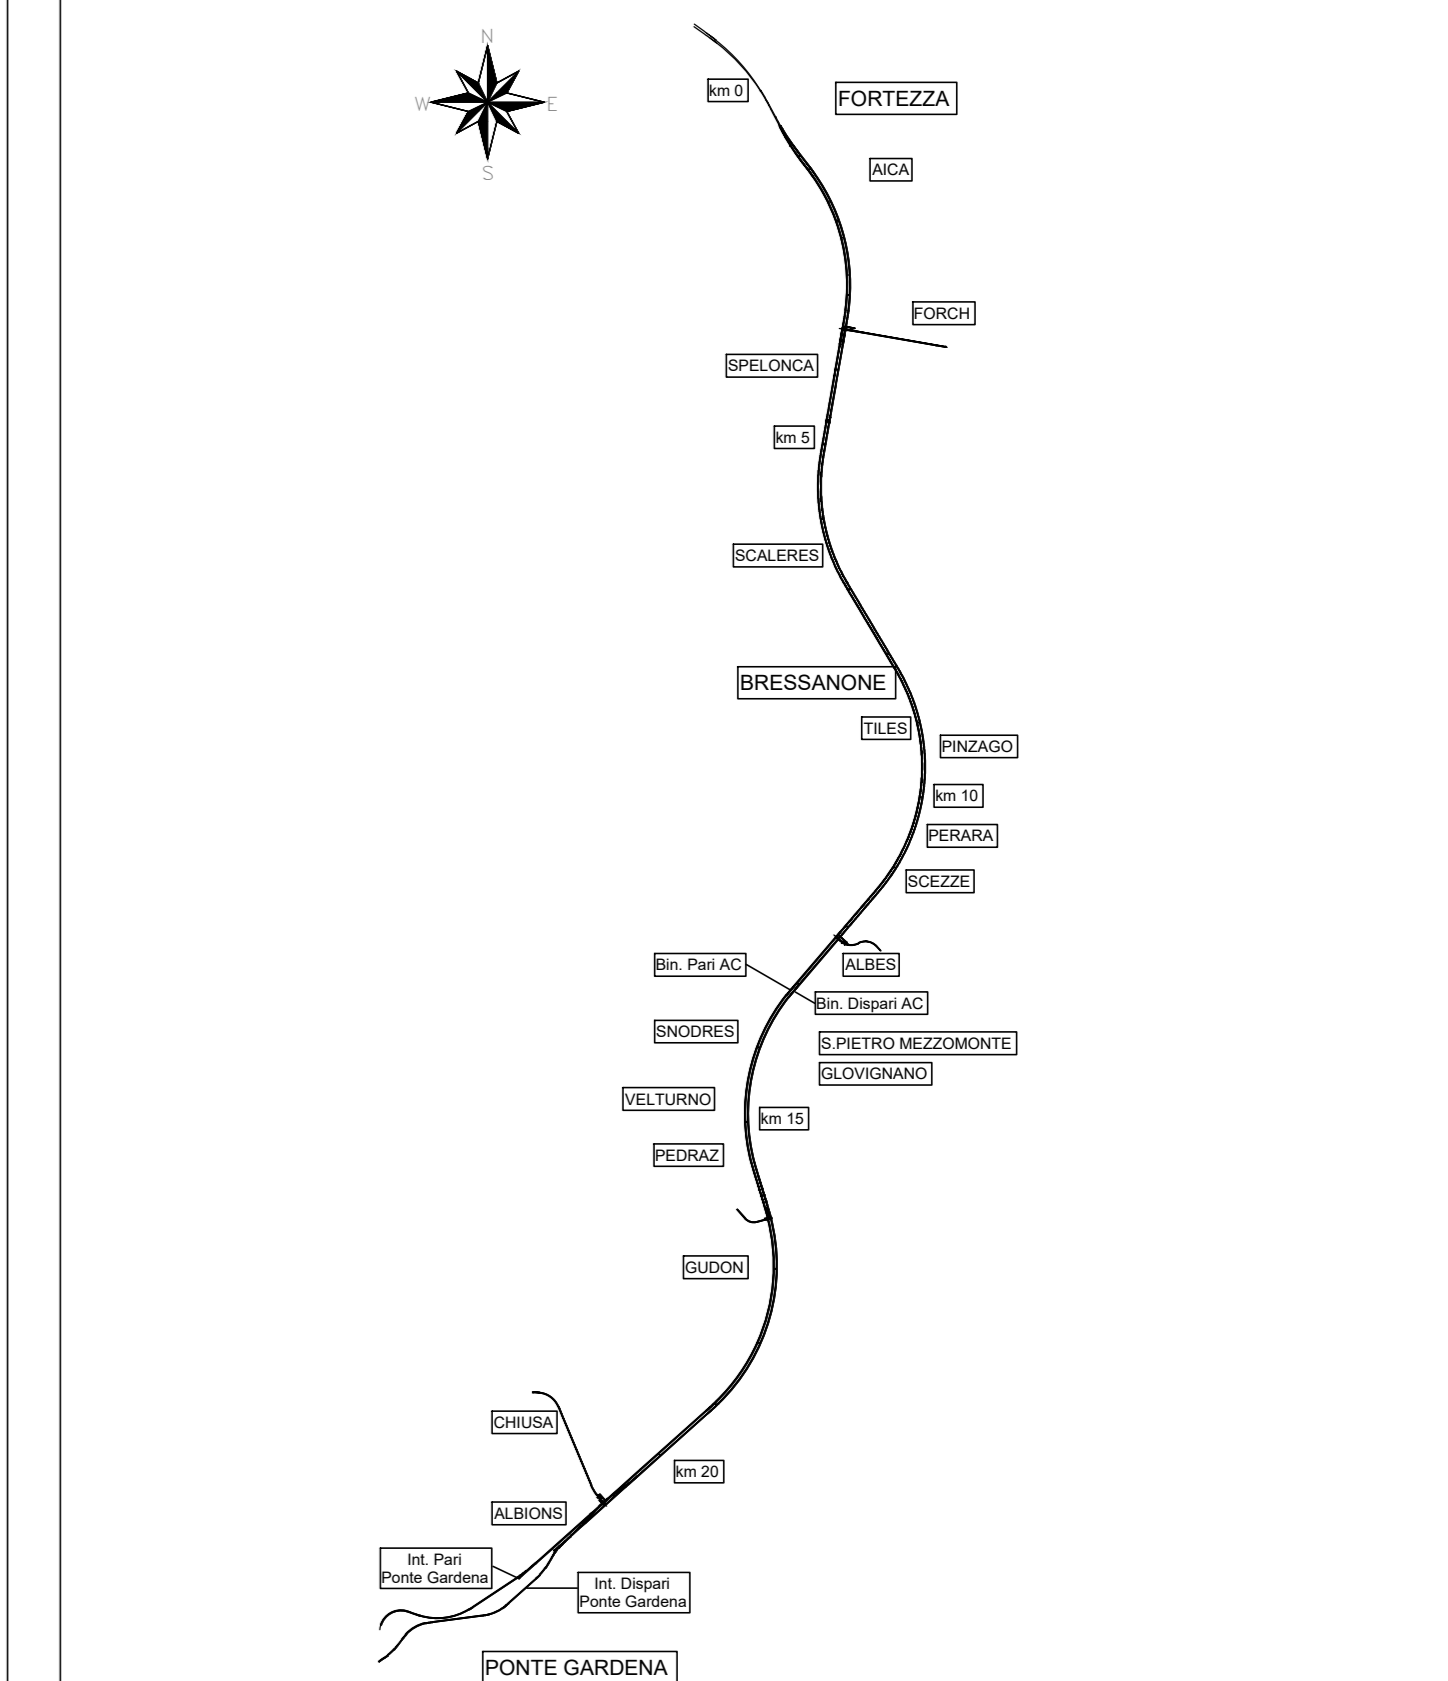 N
km 0
FORTEZZA
W
E
AICA
S
FORCH
SPELONCA
km 5
SCALERES
BRESSANONE
TILES
PINZAGO
km 10
PERARA
SCEZZE
Bin. Pari AC
ALBES
Bin. Dispari AC
SNODRES
S.PIETRO MEZZOMONTE
GLOVIGNANO
VELTURNO
km 15
PEDRAZ
GUDON
CHIUSA
km 20
ALBIONS
Int. Pari
Ponte Gardena
Int. Dispari
Ponte Gardena
PONTE GARDENA